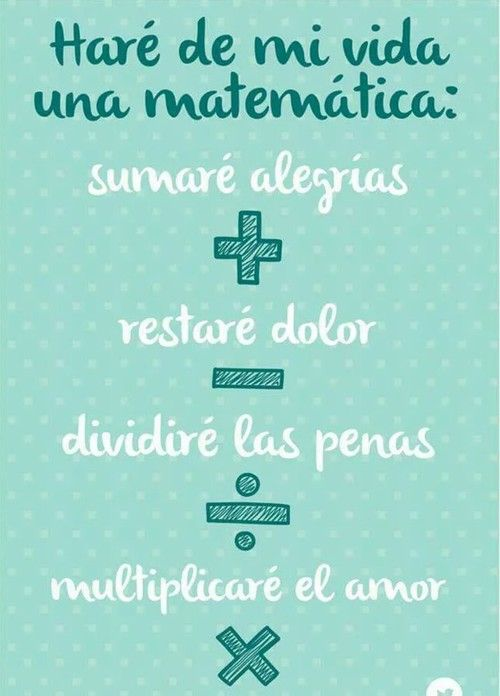 Haré de mi vida
una matemática:
sumaré alegrías
+
restaré dolor
−
dividiré las penas
÷
multiplicaré el amor
×